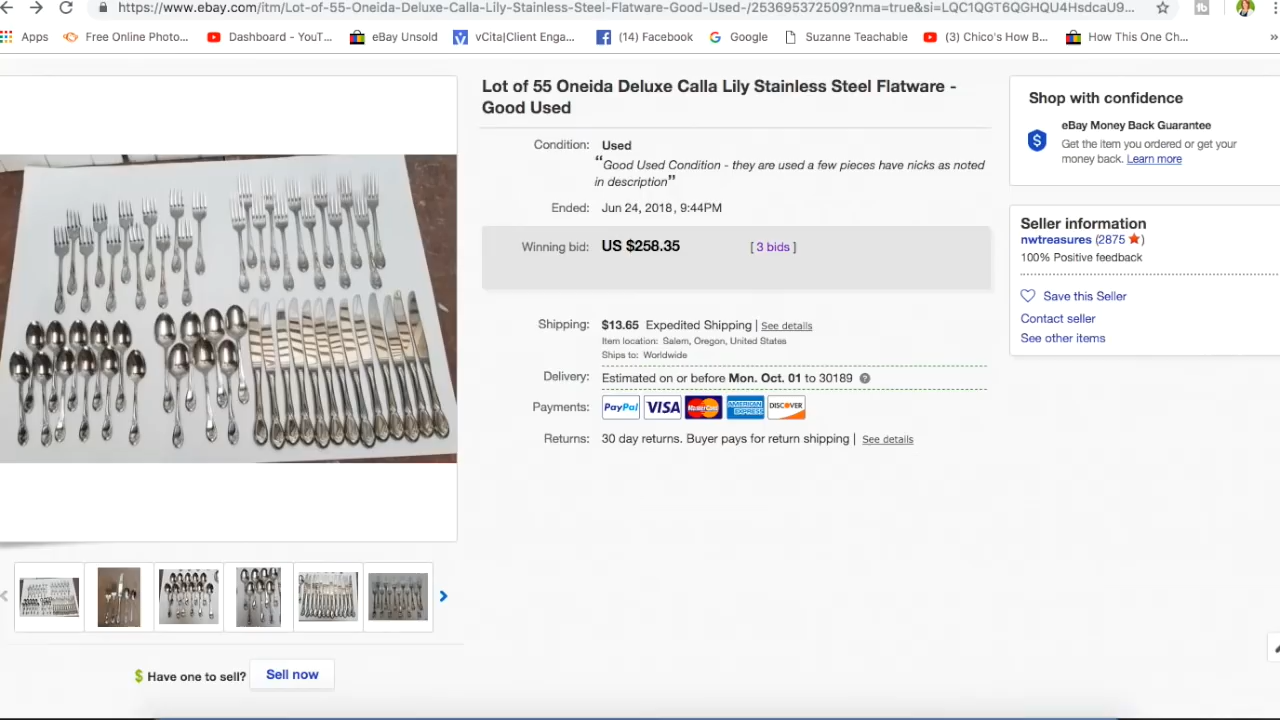 https://www.ebay.com/itm/Lot-of-55-Oneida-Deluxe-Calla-Lily-Stainless-Steel-Flatware-Good-Used-/253695372509?nma=true&si=LQC1QGT6QGHQU4HsdcaU9...
Apps Free Online Photo... Dashboard - YouT... eBay Unsold vCita|Client Enga... (14) Facebook Google Suzanne Teachable (3) Chico's How B... How This One Ch... »
Lot of 55 Oneida Deluxe Calla Lily Stainless Steel Flatware -
Good Used
Condition: Used
“Good Used Condition - they are used a few pieces have nicks as noted
in description”
Ended: Jun 24, 2018 , 9:44PM
Winning bid: US $258.35 [ 3 bids ]
Shipping: $13.65 Expedited Shipping | See details
Item location: Salem, Oregon, United States
Ships to: Worldwide
Delivery: Estimated on or before Mon. Oct. 01 to 30189 ?
Payments: PayPal VISA MasterCard AMERICAN EXPRESS DISCOVER
Returns: 30 day returns. Buyer pays for return shipping | See details
Shop with confidence
eBay Money Back Guarantee
Get the item you ordered or get your
money back. Learn more
Seller information
nwtreasures (2875 ★)
100% Positive feedback
Save this Seller
Contact seller
See other items
$ Have one to sell? Sell now